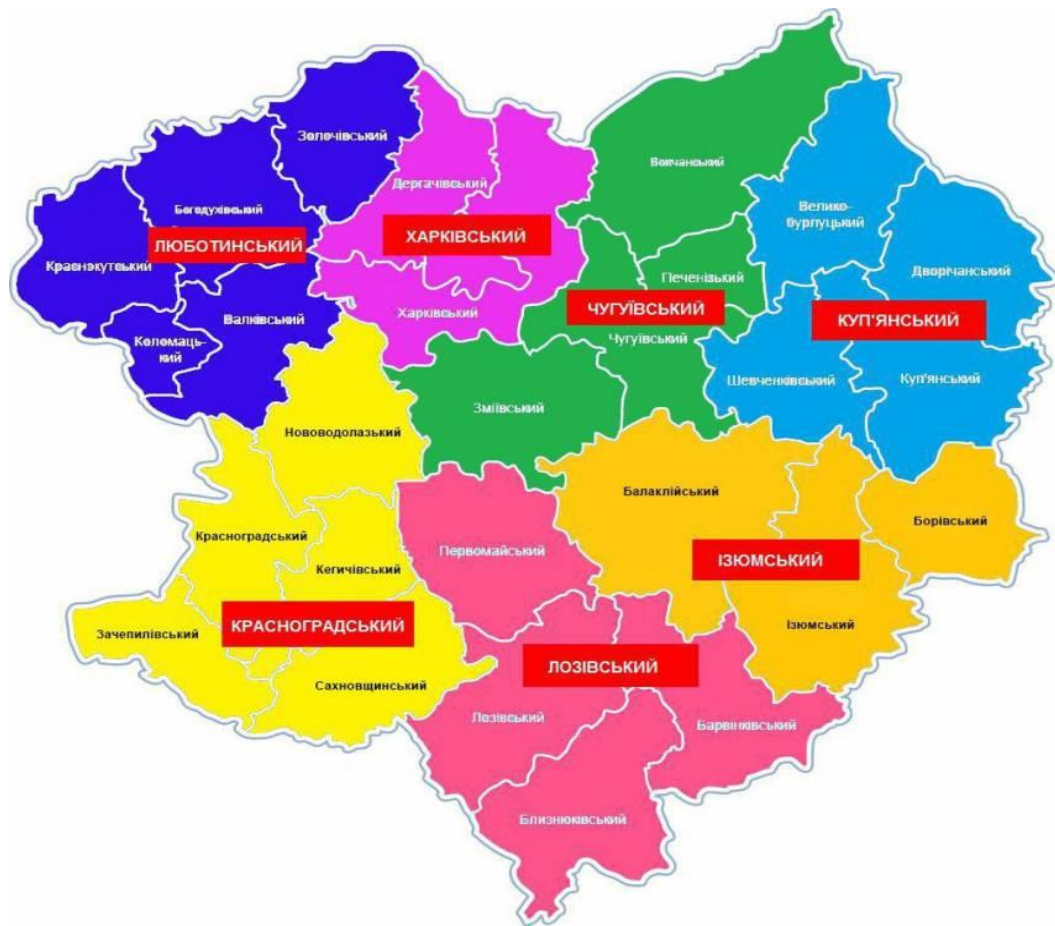 Золочівський
Вовчанський
Дергачівський
Богодухівський
Велико-
бурлуцький
ЛЮБОТИНСЬКИЙ
ХАРКІВСЬКИЙ
Краснокутський
Печенізький
Дворічанський
ЧУГУЇВСЬКИЙ
КУП'ЯНСЬКИЙ
Валківський
Харківський
Чугуївський
Коломаць-
кий
Шевченківський
Куп'янський
Зміївський
Нововодолазький
Балаклійський
Борівський
Красноградський
Первомайський
Кегичівський
ІЗЮМСЬКИЙ
КРАСНОГРАДСЬКИЙ
Ізюмський
Зачепилівський
ЛОЗІВСЬКИЙ
Сахновщинський
Лозівський
Барвінківський
Близнюківський